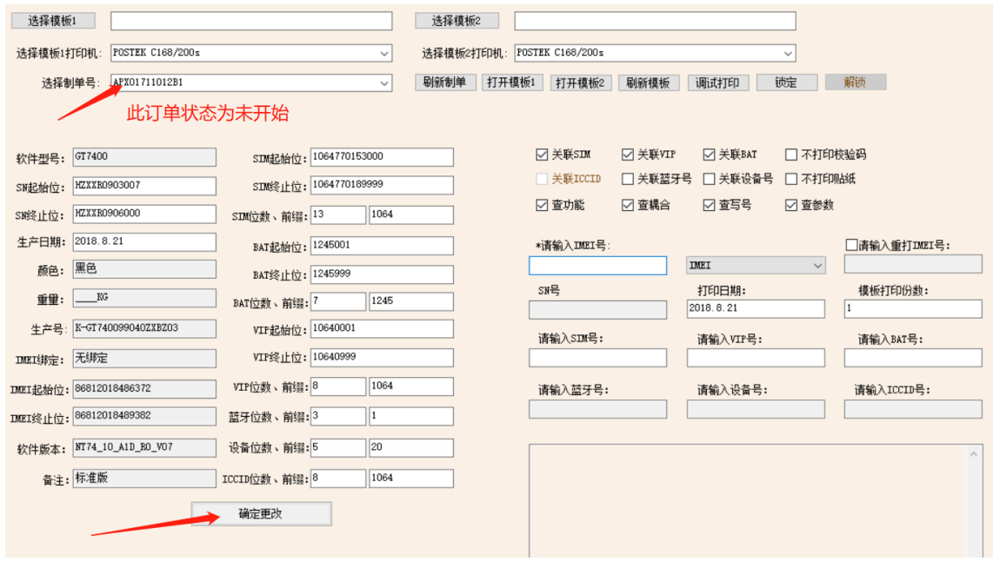 选择模板1 选择模板2
选择模板1打印机: POSTEK C168/200s 选择模板2打印机: POSTEK C168/200s
选择制单号: APX01711012B1 刷新制单 打开模板1 打开模板2 刷新模板 调试打印 锁定 解锁
此订单状态为未开始
软件型号: GT7400 SIM起始位: 1064770153000 关联SIM 关联VIP 关联BAT 不打印校验码
SN起始位: HZXXR0903007 SIM终止位: 1064770189999 关联ICCID 关联蓝牙号 关联设备号 不打印贴纸
SN终止位: HZXXR0906000 SIM位数、前缀: 13 1064 查功能 查耦合 查写号 查参数
生产日期: 2018.8.21 BAT起始位: 1245001 *请输入IMEI号: 请输入重打IMEI号:
颜色: 黑色 BAT终止位: 1245999 IMEI
重量: ____KG BAT位数、前缀: 7 1245 SN号 打印日期: 模板打印份数:
2018.8.21 1
生产号: K-GT740099040ZXBZ03 VIP起始位: 10640001 请输入SIM号: 请输入VIP号: 请输入BAT号:
IMEI绑定: 无绑定 VIP终止位: 10640999
IMEI起始位: 86812018486372 VIP位数、前缀: 8 1064 请输入蓝牙号: 请输入设备号: 请输入ICCID号:
IMEI终止位: 86812018489382 蓝牙位数、前缀: 3 1
软件版本: NT74_10_A1D_R0_V07 设备位数、前缀: 5 20
备注: 标准版 ICCID位数、前缀: 8 1064
确定更改